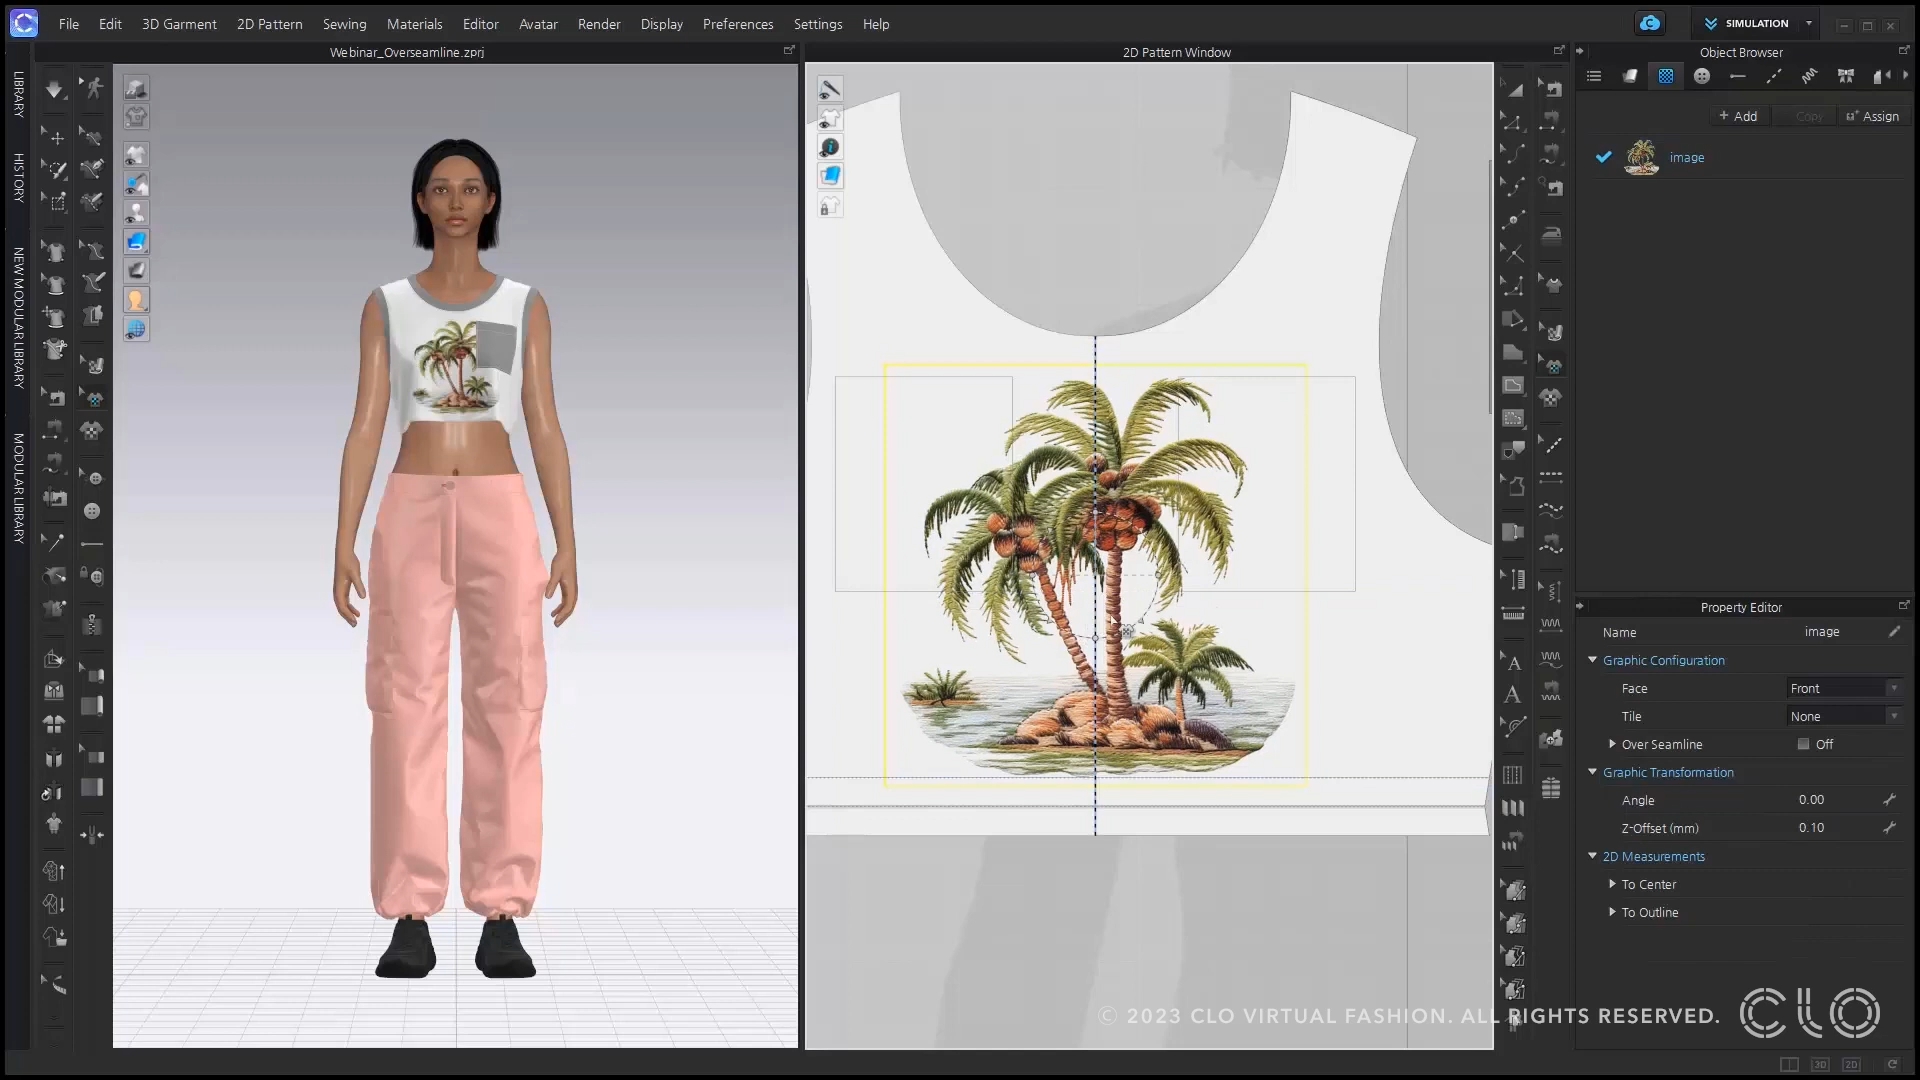 File Edit 3D Garment 2D Pattern Sewing Materials Editor Avatar Render Display Preferences Settings Help
SIMULATION
Webinar_Overseamline.zprj
2D Pattern Window
Object Browser
LIBRARY
HISTORY
NEW MODULAR LIBRARY
MODULAR LIBRARY
+ Add
Copy
Assign
image
Property Editor
Name image
Graphic Configuration
Face Front
Tile None
Over Seamline Off
Graphic Transformation
Angle 0.00
Z-Offset (mm) 0.10
2D Measurements
To Center
To Outline
© 2023 CLO VIRTUAL FASHION. ALL RIGHTS RESERVED.
CLO
3D 2D